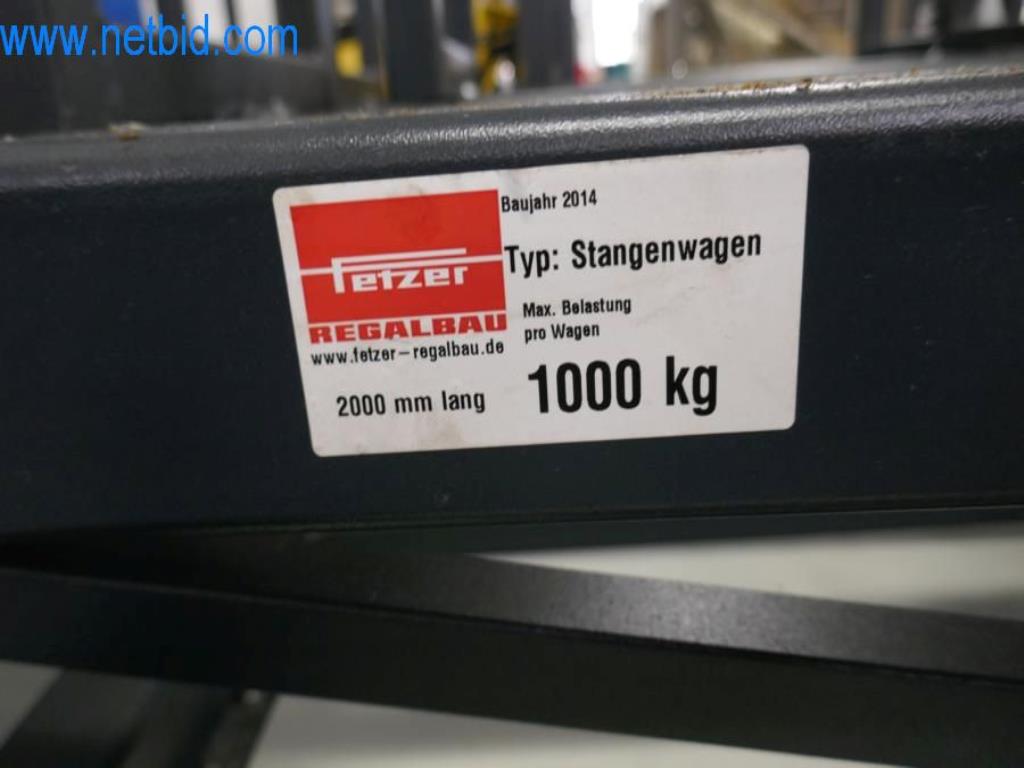 www.netbid.com
Baujahr 2014
fetzer
Typ: Stangenwagen
REGALBAU
Max. Belastung
pro Wagen
www.fetzer-regalbau.de
2000 mm lang
1000 kg